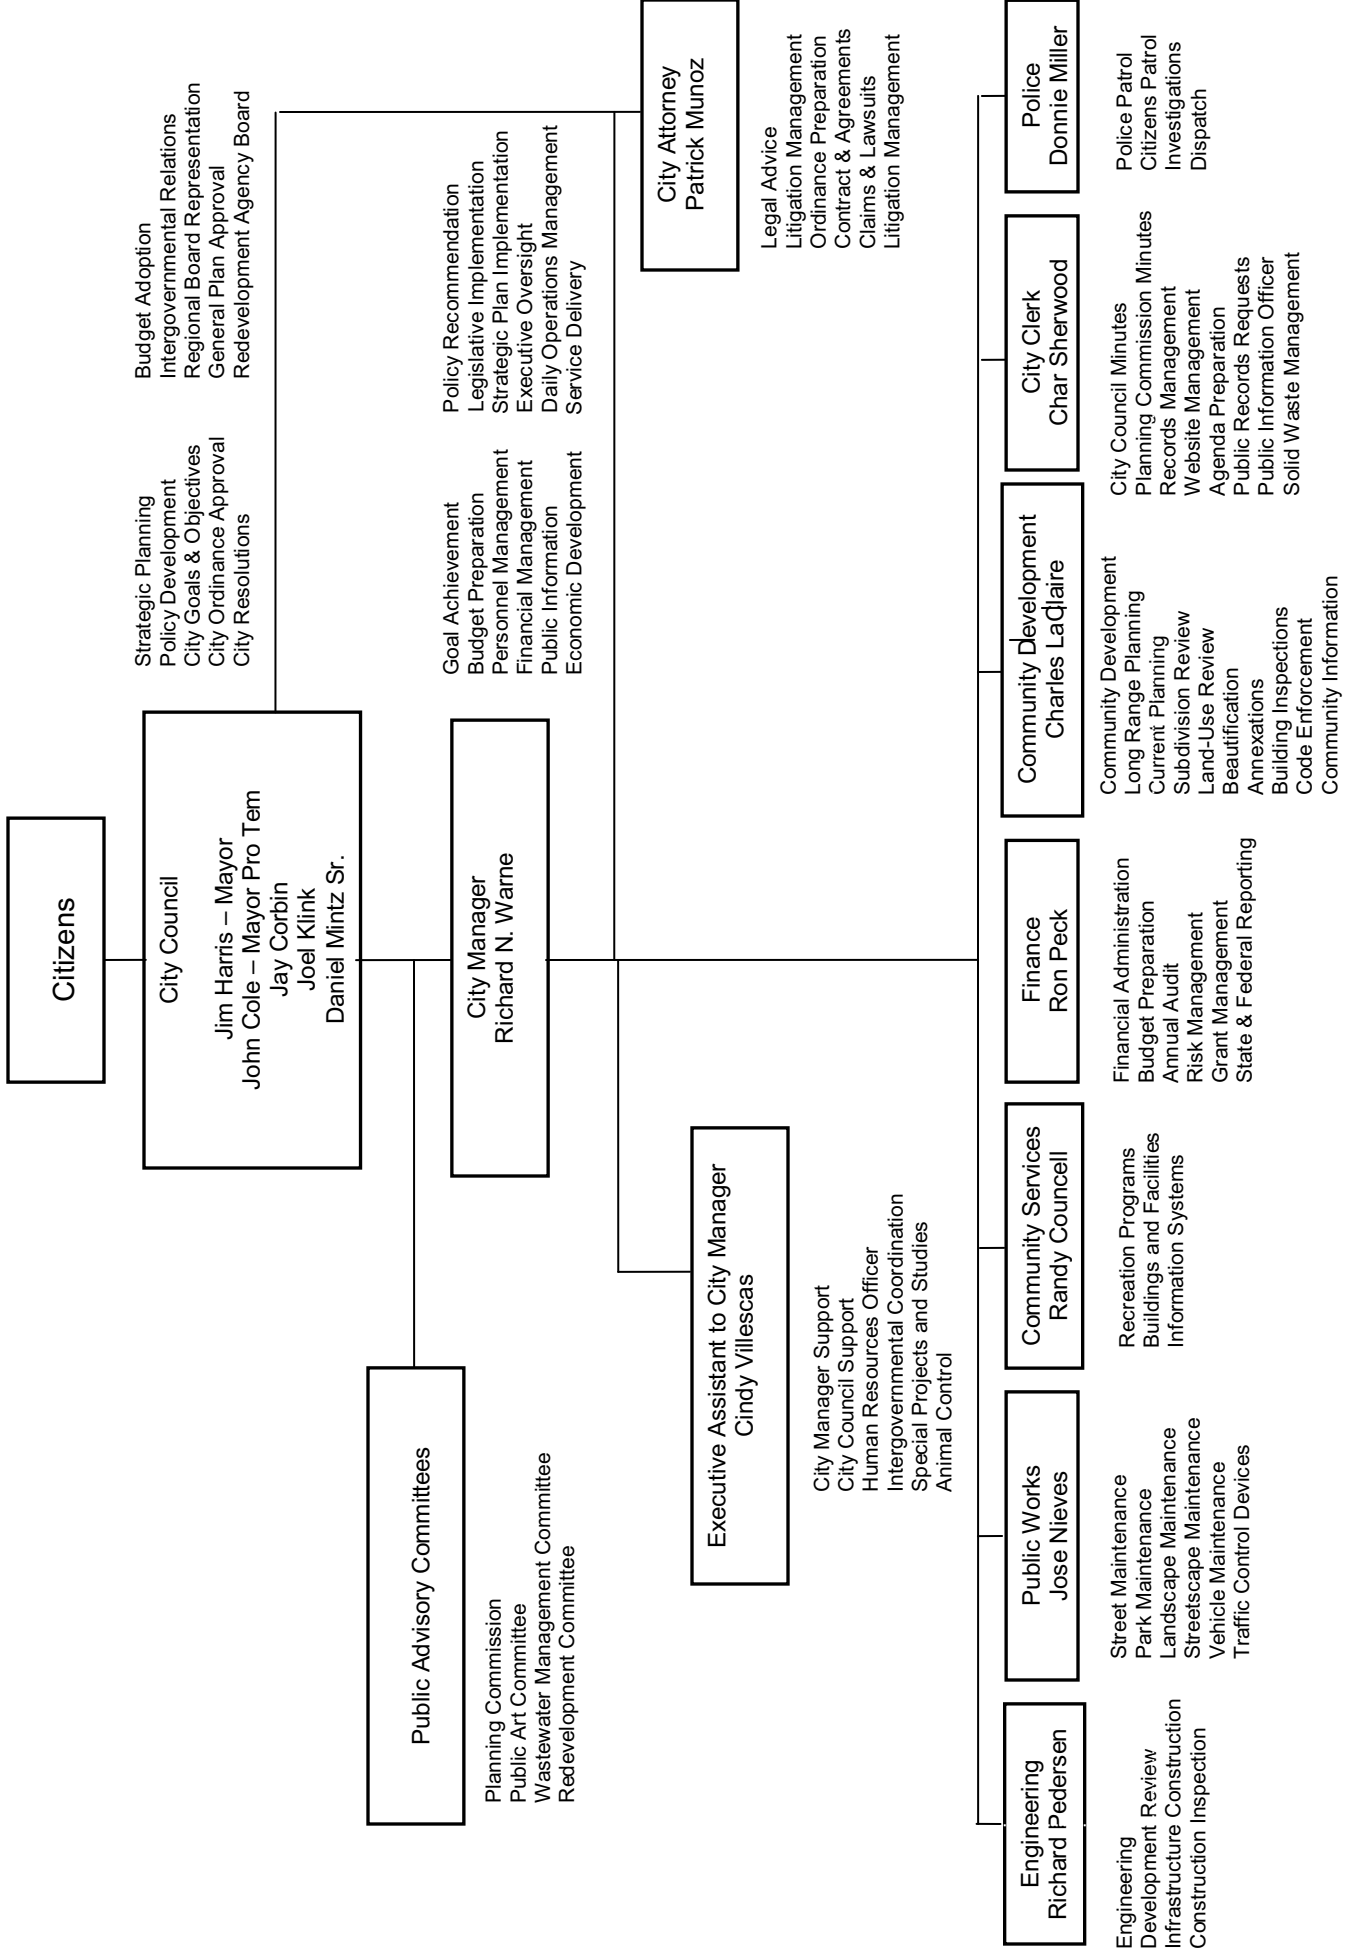 Citizens
City Council
Jim Harris – Mayor
John Cole – Mayor Pro Tem
Jay Corbin
Joel Klink
Daniel Mintz Sr.
Strategic Planning
Policy Development
City Goals & Objectives
City Ordinance Approval
City Resolutions
Budget Adoption
Intergovernmental Relations
Regional Board Representation
General Plan Approval
Redevelopment Agency Board
Public Advisory Committees
Planning Commission
Public Art Committee
Wastewater Management Committee
Redevelopment Committee
City Manager
Richard N. Warne
Goal Achievement
Budget Preparation
Personnel Management
Financial Management
Public Information
Economic Development
Policy Recommendation
Legislative Implementation
Strategic Plan Implementation
Executive Oversight
Daily Operations Management
Service Delivery
Executive Assistant to City Manager
Cindy Villescas
City Manager Support
City Council Support
Human Resources Officer
Intergovernmental Coordination
Special Projects and Studies
Animal Control
City Attorney
Patrick Munoz
Legal Advice
Litigation Management
Ordinance Preparation
Contract & Agreements
Claims & Lawsuits
Litigation Management
Engineering
Richard Pedersen
Engineering
Development Review
Infrastructure Construction
Construction Inspection
Public Works
Jose Nieves
Street Maintenance
Park Maintenance
Landscape Maintenance
Streetscape Maintenance
Vehicle Maintenance
Traffic Control Devices
Community Services
Randy Councell
Recreation Programs
Buildings and Facilities
Information Systems
Finance
Ron Peck
Financial Administration
Budget Preparation
Annual Audit
Risk Management
Grant Management
State & Federal Reporting
Community Development
Charles LaClaire
Community Development
Long Range Planning
Current Planning
Subdivision Review
Land-Use Review
Beautification
Annexations
Building Inspections
Code Enforcement
Community Information
City Clerk
Char Sherwood
City Council Minutes
Planning Commission Minutes
Records Management
Website Management
Agenda Preparation
Public Records Requests
Public Information Officer
Solid Waste Management
Police
Donnie Miller
Police Patrol
Citizens Patrol
Investigations
Dispatch